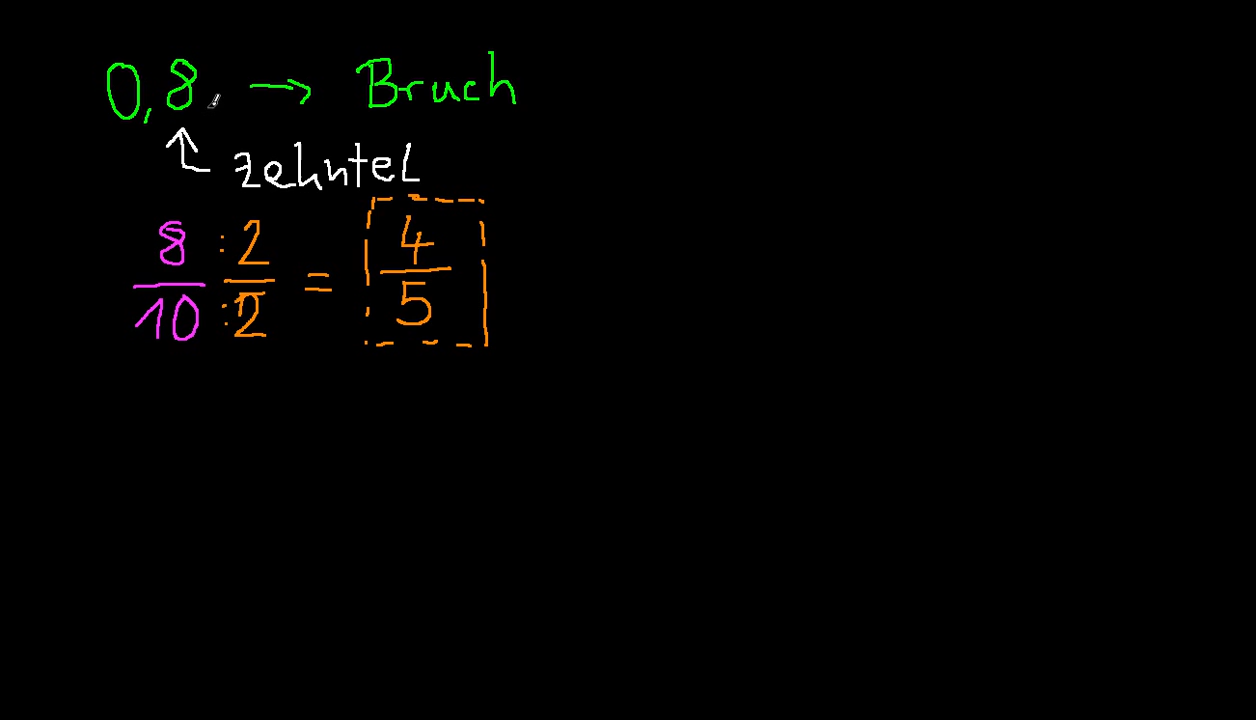 0,8 → Bruch
zehntel
8/10 :2/:2 = 4/5